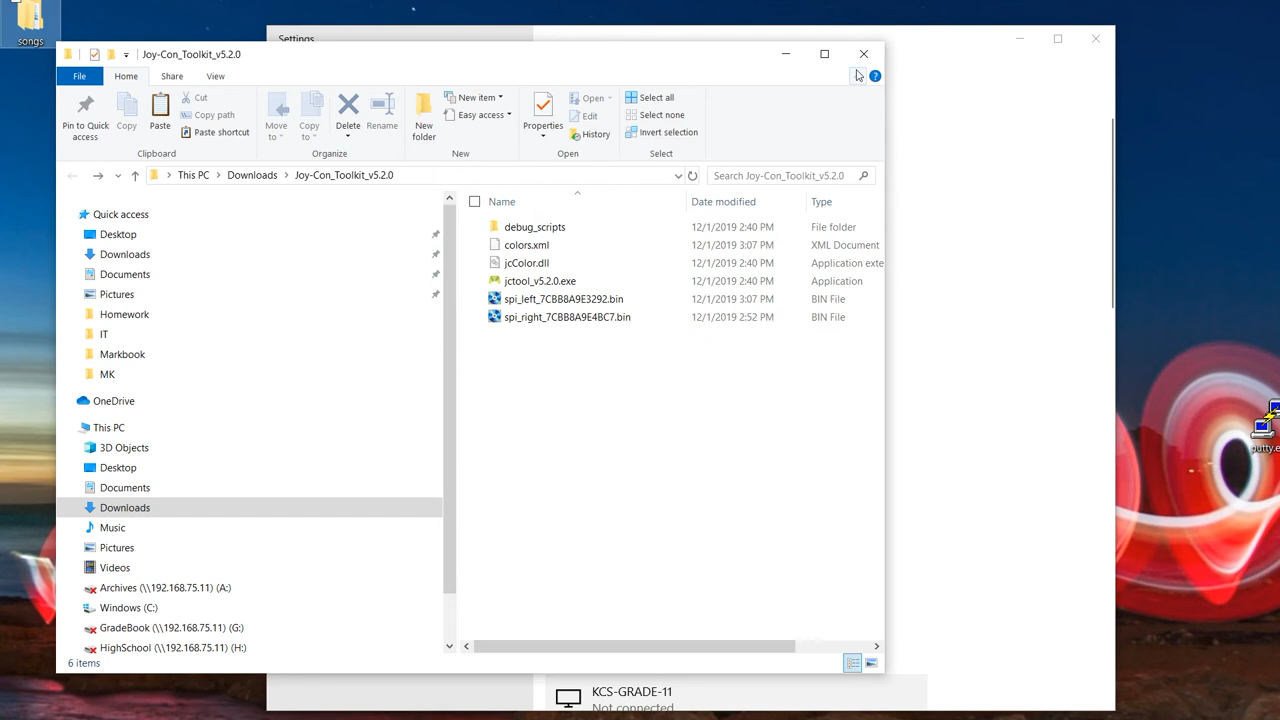 songs
Settings
Joy-Con_Toolkit_v5.2.0
File Home Share View
Pin to Quick access
Copy
Paste
Cut
Copy path
Paste shortcut
Clipboard
Move to
Copy to
Delete
Rename
Organize
New folder
New item
Easy access
New
Properties
Open
Edit
History
Open
Select all
Select none
Invert selection
Select
This PC > Downloads > Joy-Con_Toolkit_v5.2.0
Search Joy-Con_Toolkit_v5.2.0
Quick access
Desktop
Downloads
Documents
Pictures
Homework
IT
Markbook
MK
OneDrive
This PC
3D Objects
Desktop
Documents
Downloads
Music
Pictures
Videos
Archives (\\192.168.75.11) (A:)
Windows (C:)
GradeBook (\\192.168.75.11) (G:)
HighSchool (\\192.168.75.11) (H:)
Name Date modified Type
debug_scripts 12/1/2019 2:40 PM File folder
colors.xml 12/1/2019 3:07 PM XML Document
jcColor.dll 12/1/2019 2:40 PM Application exte
jctool_v5.2.0.exe 12/1/2019 2:40 PM Application
spi_left_7CBB8A9E3292.bin 12/1/2019 3:07 PM BIN File
spi_right_7CBB8A9E4BC7.bin 12/1/2019 2:52 PM BIN File
6 items
KCS-GRADE-11
Not connected
putty.e